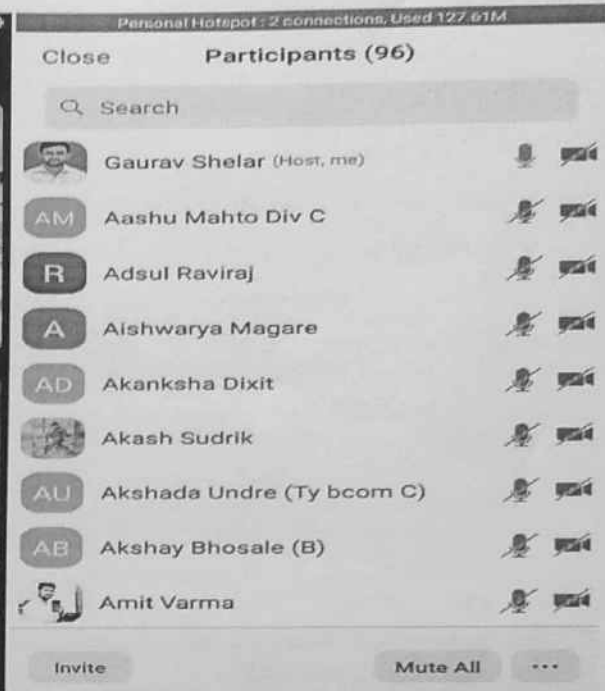 Personal Hotspot : 2 connections, Used 127.61M
Close Participants (96)
Search
Gaurav Shelar (Host, me)
AM Aashu Mahto Div C
R Adsul Raviraj
A Aishwarya Magare
AD Akanksha Dixit
Akash Sudrik
AU Akshada Undre (Ty bcom C)
AB Akshay Bhosale (B)
Amit Varma
Invite Mute All ...